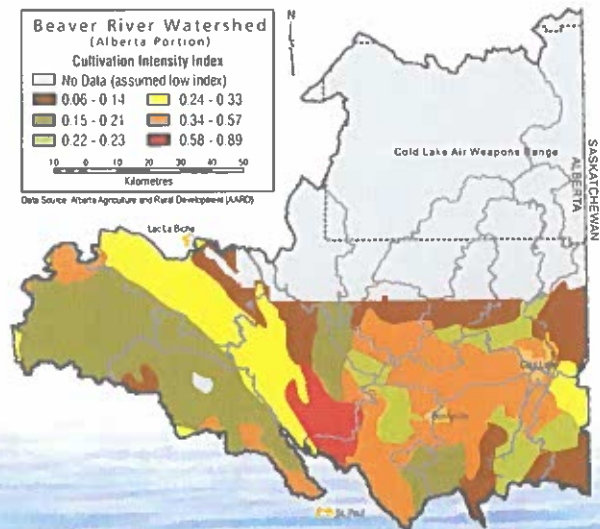 Beaver River Watershed
(Alberta Portion)
Cultivation Intensity Index
No Data (assumed low index)
0.06 - 0.14
0.24 - 0.33
0.15 - 0.21
0.34 - 0.57
0.22 - 0.23
0.58 - 0.89
10 0 10 20 30 40 50
Kilometres
Data Source: Alberta Agriculture and Rural Development (AARD)
N
Cold Lake Air Weapons Range
ALBERTA
SASKATCHEWAN
Lac La Biche
Cold Lake
Bonnyville
St. Paul